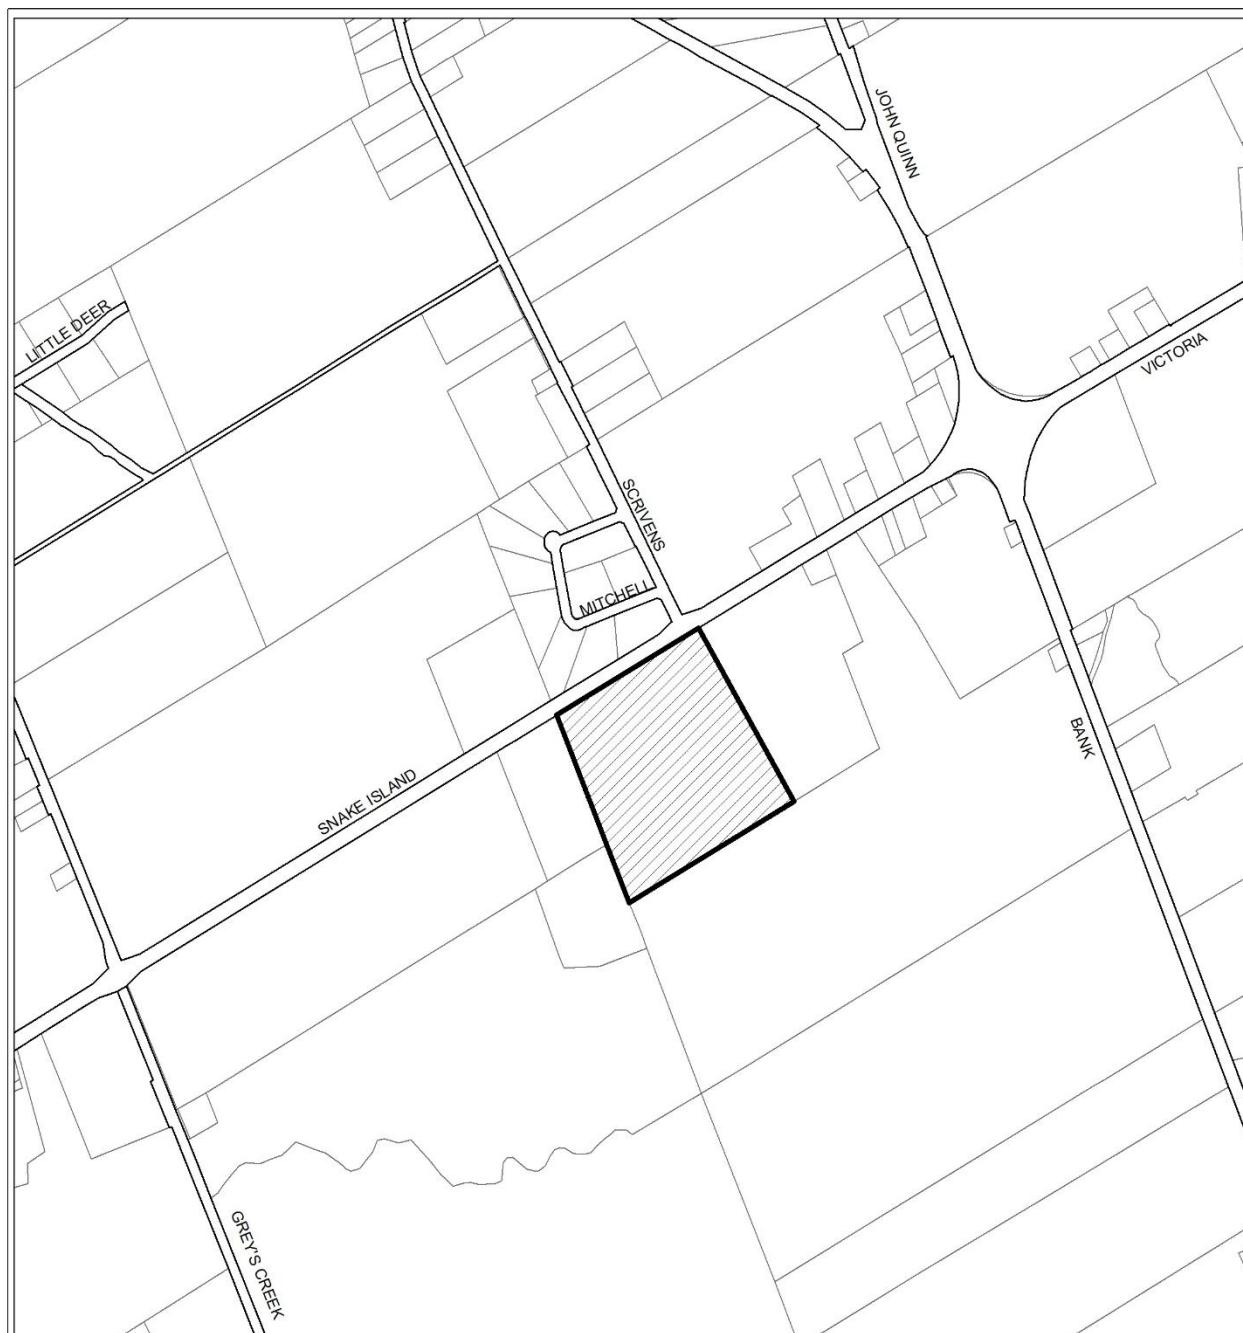 JOHN QUINN
LITTLE DEER
VICTORIA
SCRIVENS
MITCHELL
BANK
SNAKE ISLAND
GREY'S CREEK